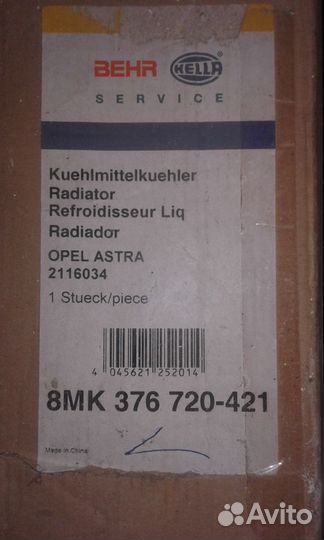 BEHR HELLA
SERVICE
Kuehlmittelkuehler
Radiator
Refroidisseur Liq
Radiador
OPEL ASTRA
2116034
1 Stueck/piece
4 045621 252014
8MK 376 720-421
Made in China
Avito